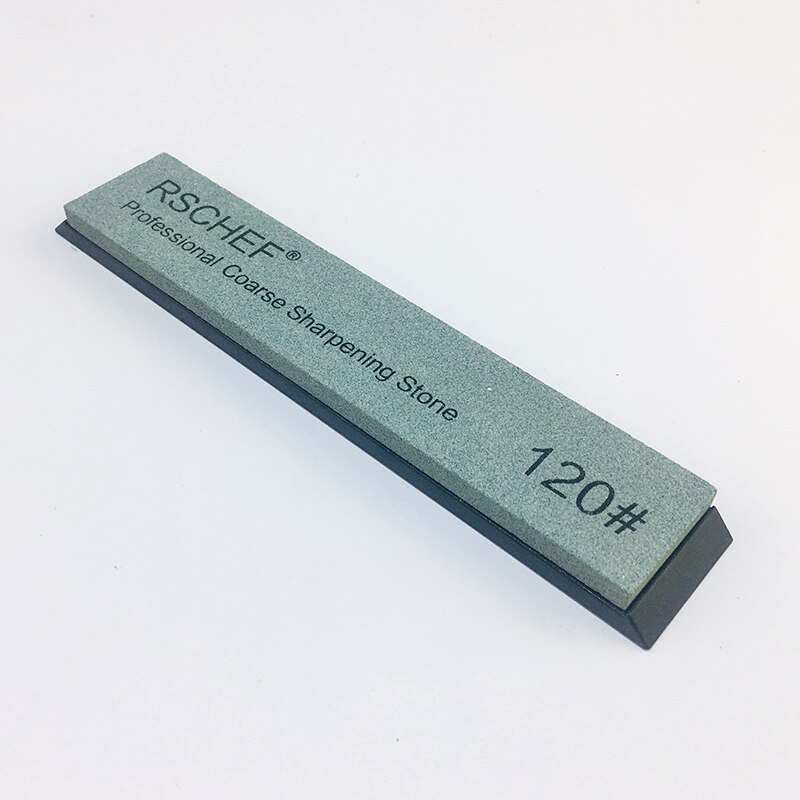 RSCHEF®
Professional Coarse Sharpening Stone
120#